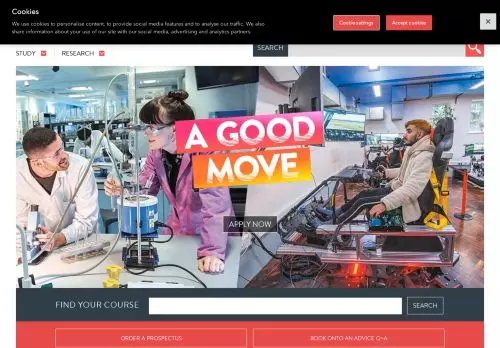 Cookies
We use cookies to personalise content, to provide social media features and to analyse our traffic. We also
share information about your use of our site with our social media, advertising and analytics partners.
Cookie settings
Accept cookies
STUDY
RESEARCH
SEARCH
A GOOD
MOVE
APPLY NOW
FIND YOUR COURSE
SEARCH
ORDER A PROSPECTUS
BOOK ONTO AN ADVICE Q+A